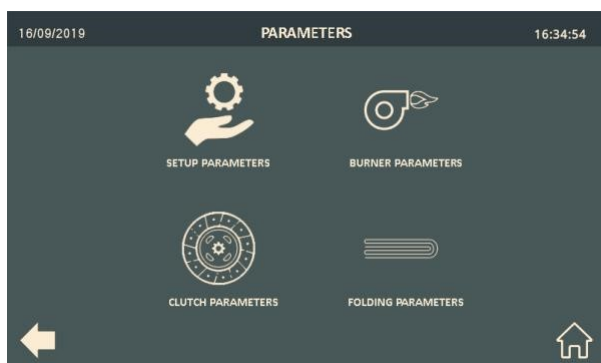 16/09/2019 PARAMETERS 16:34:54
SETUP PARAMETERS BURNER PARAMETERS
CLUTCH PARAMETERS FOLDING PARAMETERS